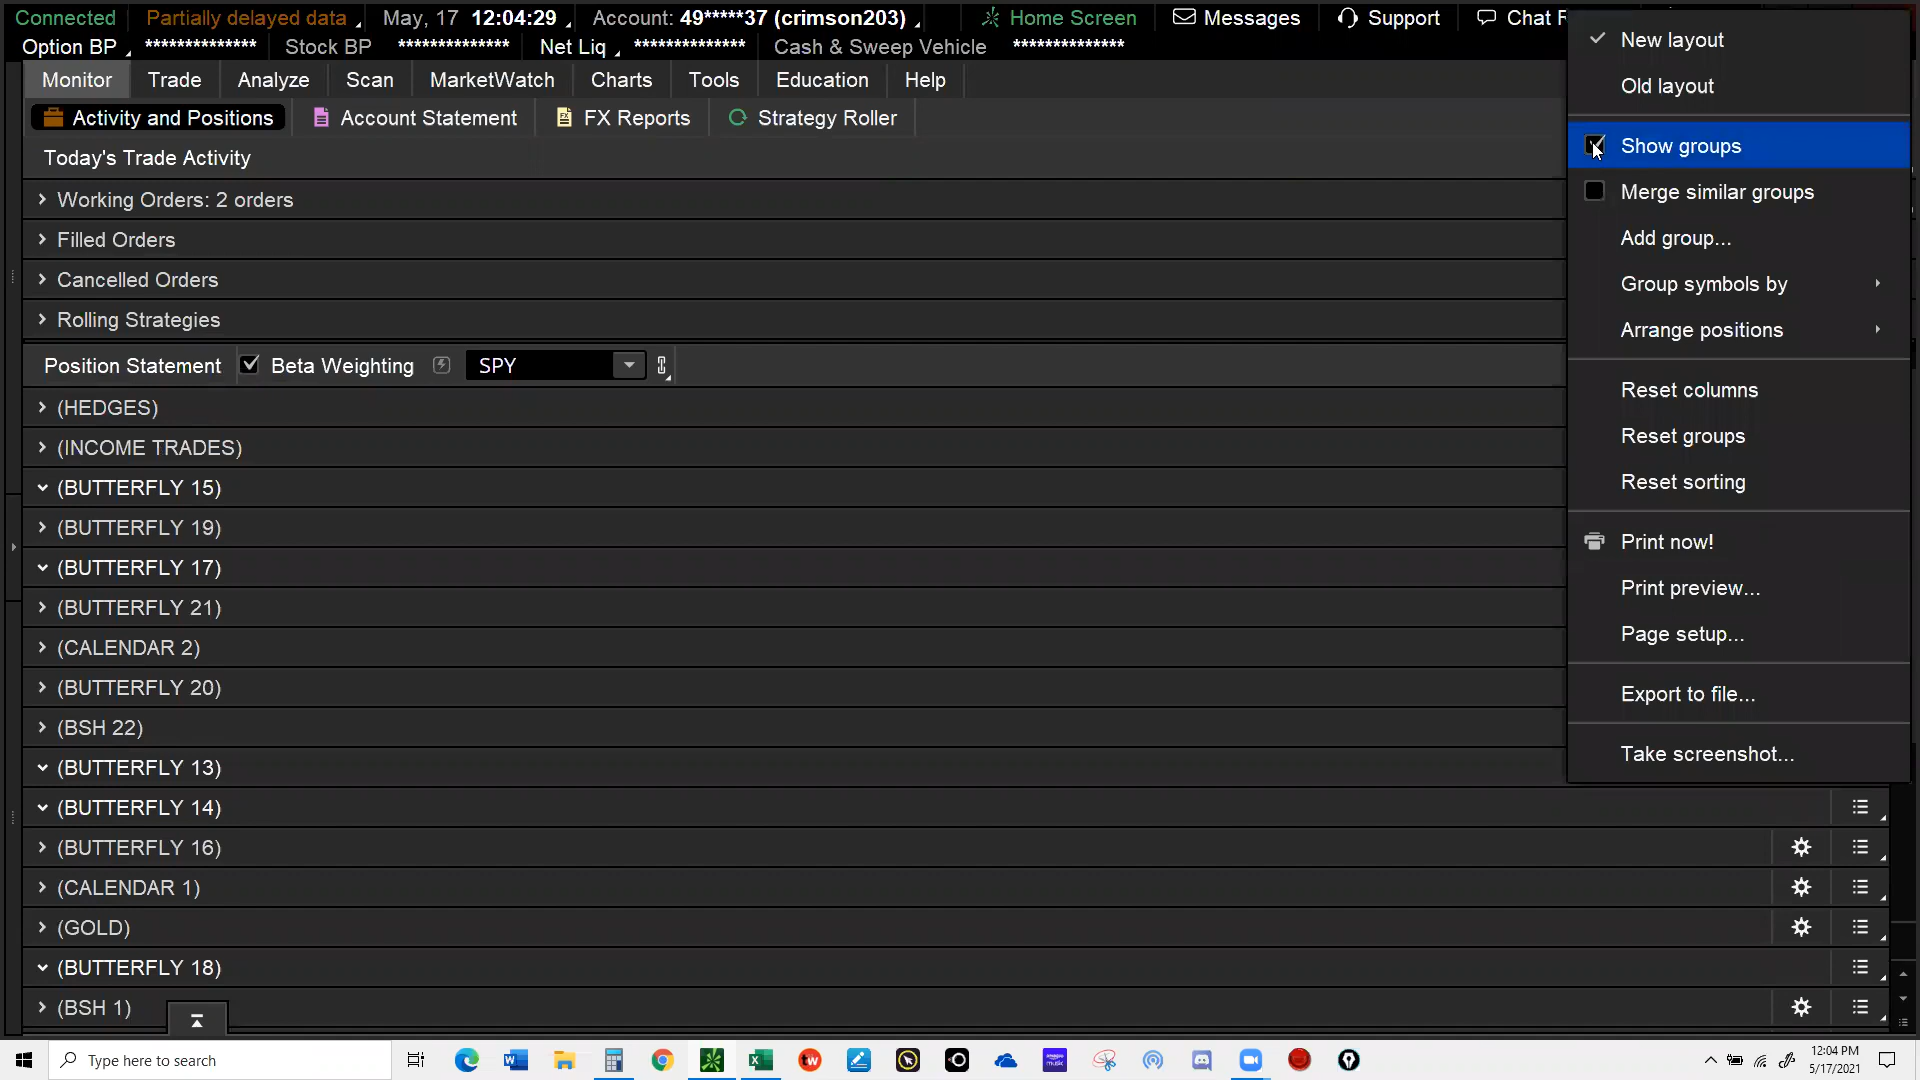 Connected Partially delayed data May, 17 12:04:29 Account: 49*****37 (crimson203) Home Screen Messages Support Chat R
Option BP ************** Stock BP ************** Net Liq ************** Cash & Sweep Vehicle **************
Monitor Trade Analyze Scan MarketWatch Charts Tools Education Help
Activity and Positions Account Statement FX Reports Strategy Roller
Today's Trade Activity
Working Orders: 2 orders
Filled Orders
Cancelled Orders
Rolling Strategies
Position Statement Beta Weighting SPY
(HEDGES)
(INCOME TRADES)
(BUTTERFLY 15)
(BUTTERFLY 19)
(BUTTERFLY 17)
(BUTTERFLY 21)
(CALENDAR 2)
(BUTTERFLY 20)
(BSH 22)
(BUTTERFLY 13)
(BUTTERFLY 14)
(BUTTERFLY 16)
(CALENDAR 1)
(GOLD)
(BUTTERFLY 18)
(BSH 1)
New layout
Old layout
Show groups
Merge similar groups
Add group...
Group symbols by
Arrange positions
Reset columns
Reset groups
Reset sorting
Print now!
Print preview...
Page setup...
Export to file...
Take screenshot...
Type here to search
tw
12:04 PM
5/17/2021